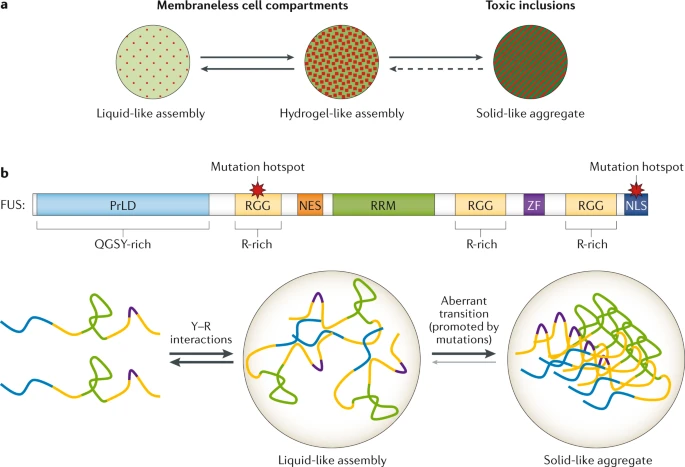 a
Membraneless cell compartments
Toxic inclusions
Liquid-like assembly
Hydrogel-like assembly
Solid-like aggregate
b
Mutation hotspot
Mutation hotspot
FUS:
PrLD
RGG
NES
RRM
RGG
ZF
RGG
NLS
QGSY-rich
R-rich
R-rich
R-rich
Y–R
interactions
Aberrant
transition
(promoted by
mutations)
Liquid-like assembly
Solid-like aggregate